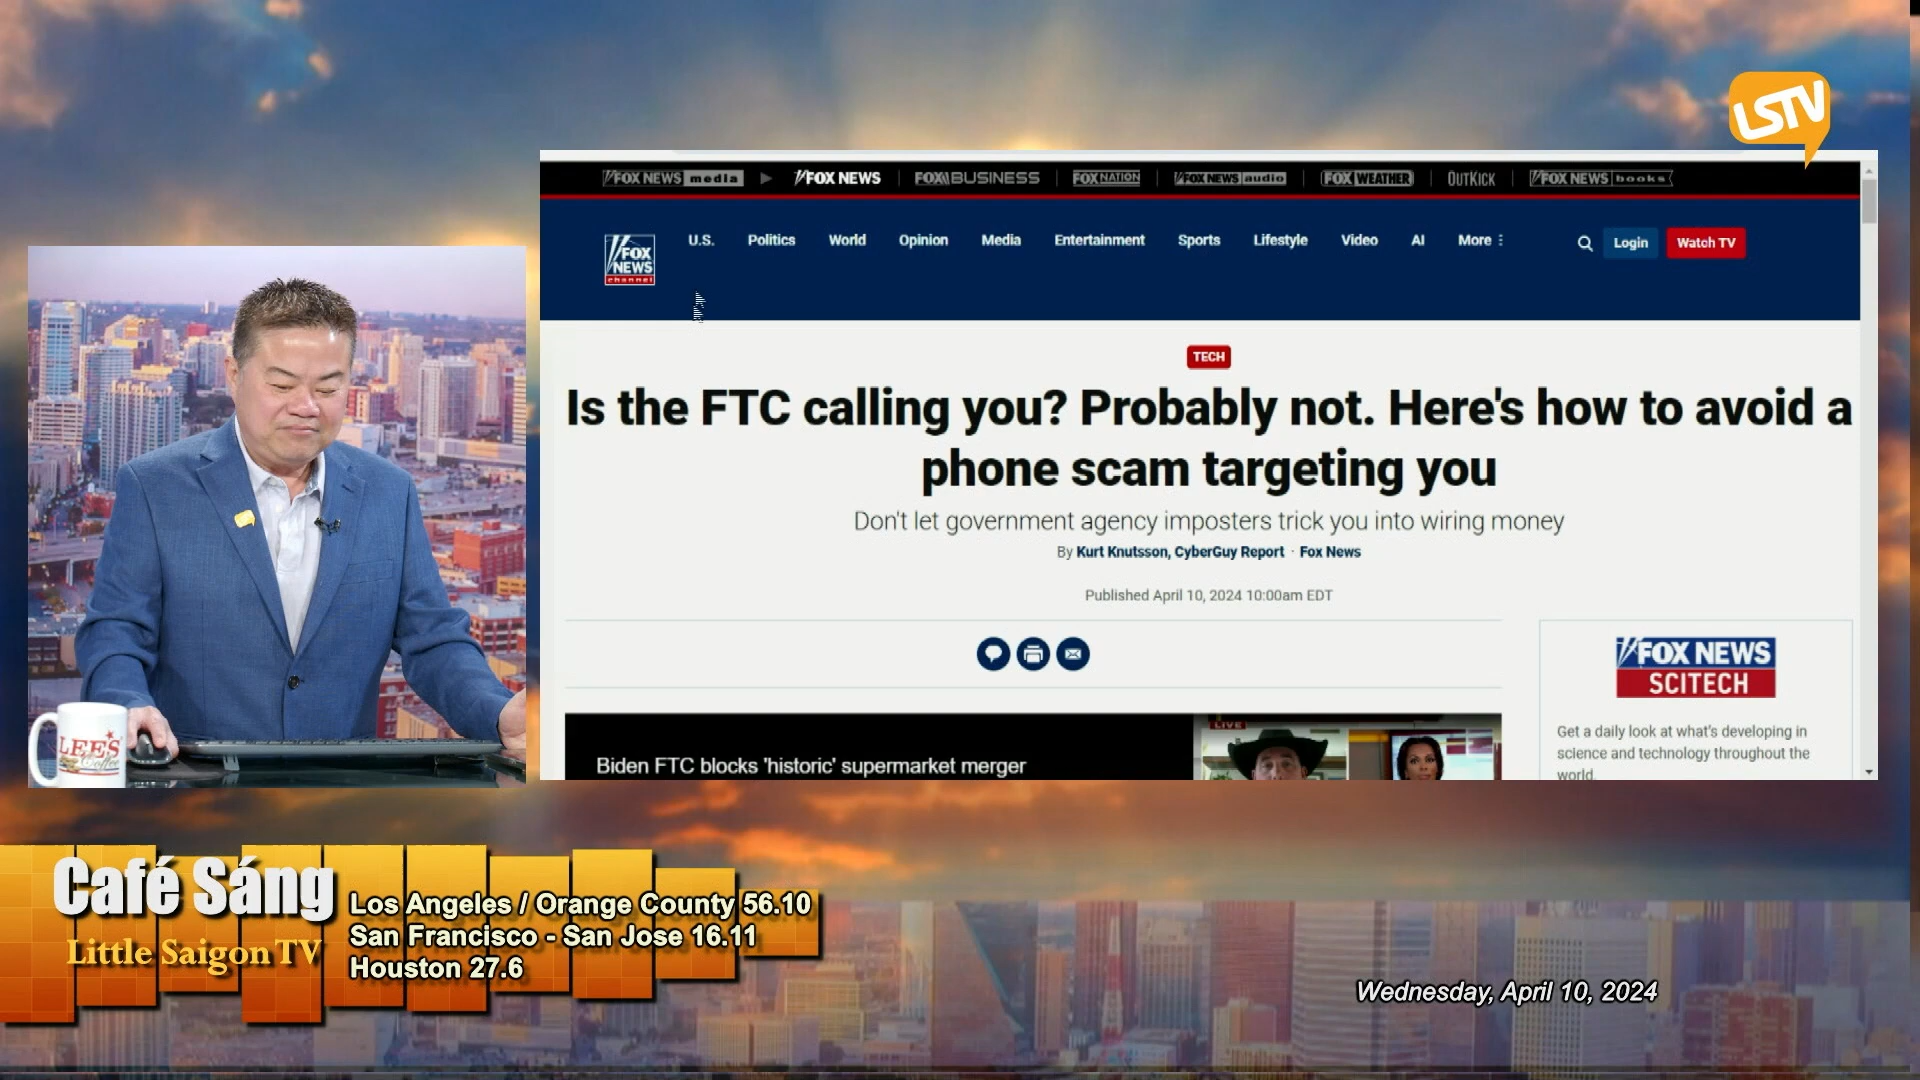 LSTV
FOX NEWS media
FOX NEWS
FOX BUSINESS
FOX NATION
FOX NEWS audio
FOX WEATHER
OUTKICK
FOX NEWS books
FOX NEWS channel
U.S.
Politics
World
Opinion
Media
Entertainment
Sports
Lifestyle
Video
AI
More
Login
Watch TV
TECH
Is the FTC calling you? Probably not. Here's how to avoid a
phone scam targeting you
Don't let government agency imposters trick you into wiring money
By Kurt Knutsson, CyberGuy Report · Fox News
Published April 10, 2024 10:00am EDT
FOX NEWS
SCITECH
Get a daily look at what's developing in
science and technology throughout the
world.
LIVE
Biden FTC blocks 'historic' supermarket merger
LEE'S
Coffee
Café Sáng
Little Saigon TV
Los Angeles / Orange County 56.10
San Francisco - San Jose 16.11
Houston 27.6
Wednesday, April 10, 2024